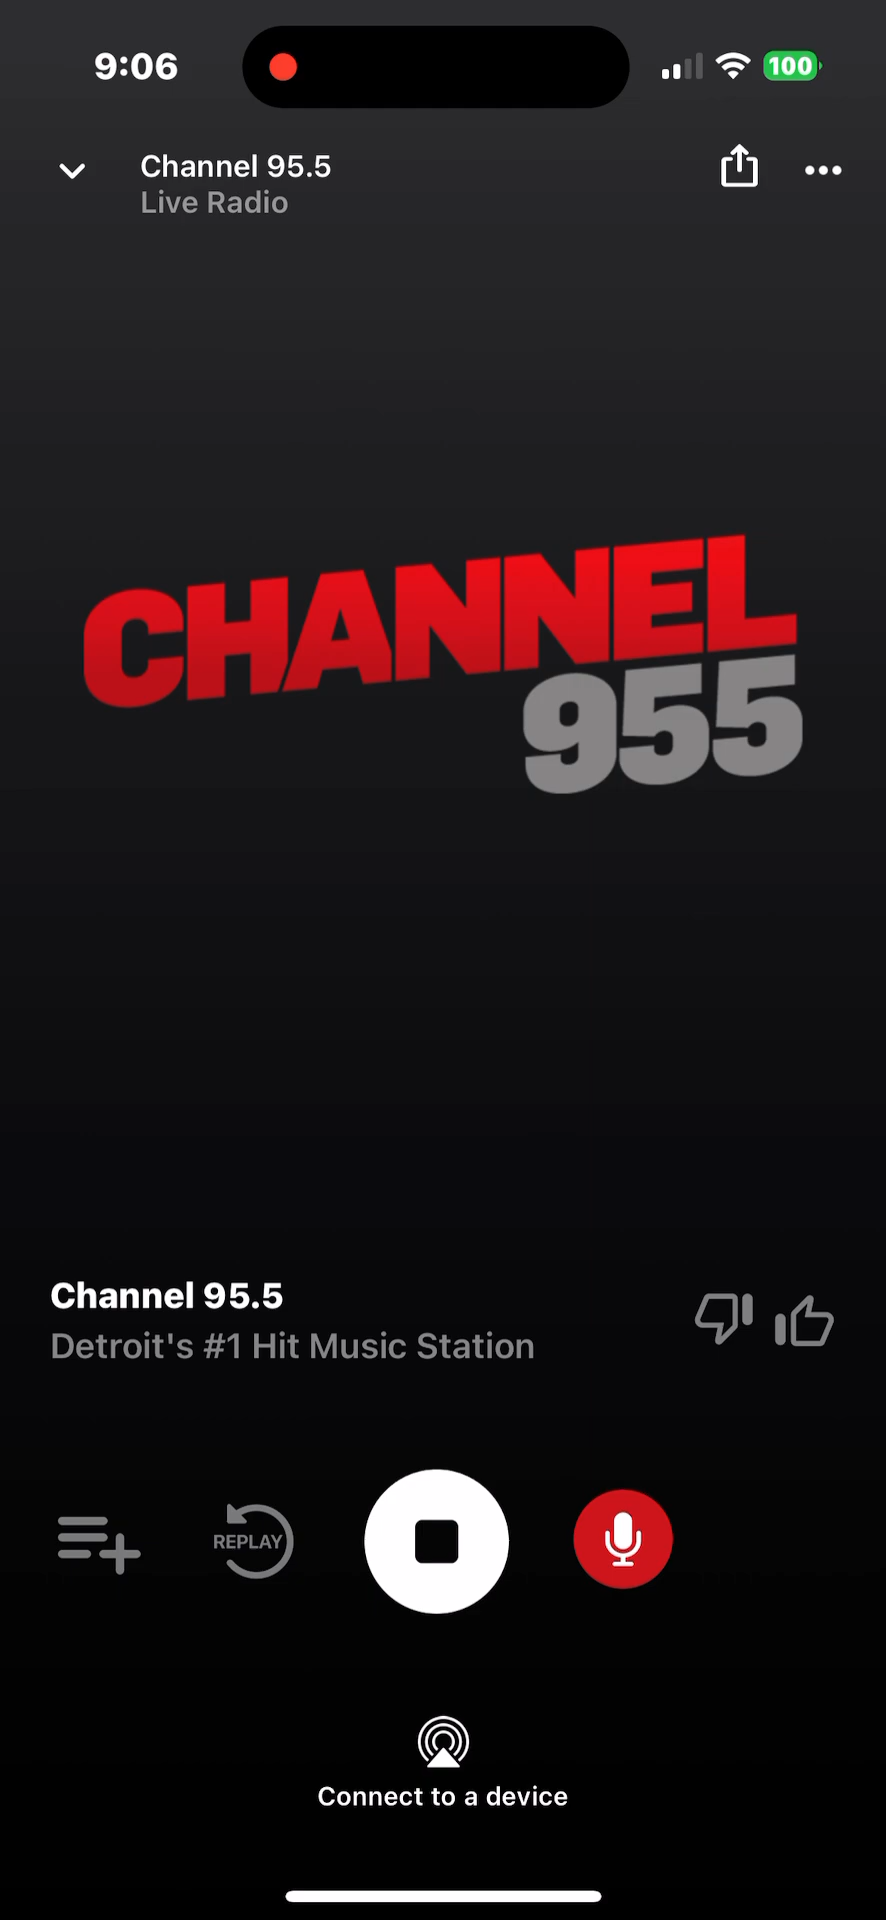 9:06
100
Channel 95.5
Live Radio
CHANNEL
955
Channel 95.5
Detroit's #1 Hit Music Station
REPLAY
Connect to a device